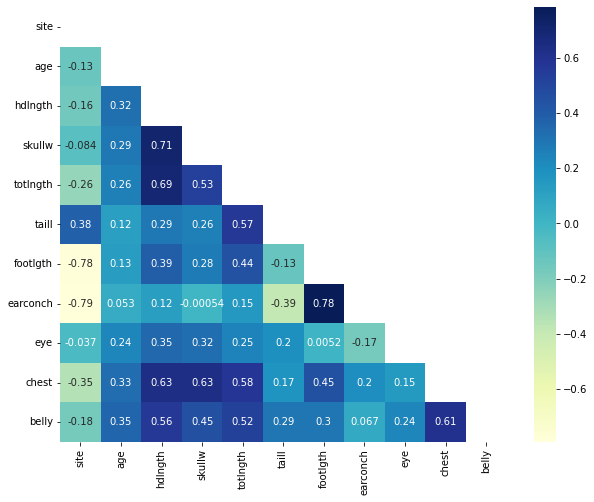 site
age -0.13
hdlngth -0.16 0.32
skullw -0.084 0.29 0.71
totlngth -0.26 0.26 0.69 0.53
taill 0.38 0.12 0.29 0.26 0.57
footlgth -0.78 0.13 0.39 0.28 0.44 -0.13
earconch -0.79 0.053 0.12 -0.00054 0.15 -0.39 0.78
eye -0.037 0.24 0.35 0.32 0.25 0.2 0.0052 -0.17
chest -0.35 0.33 0.63 0.63 0.58 0.17 0.45 0.2 0.15
belly -0.18 0.35 0.56 0.45 0.52 0.29 0.3 0.067 0.24 0.61
site age hdlngth skullw totlngth taill footlgth earconch eye chest belly
0.6
0.4
0.2
0.0
−0.2
−0.4
−0.6